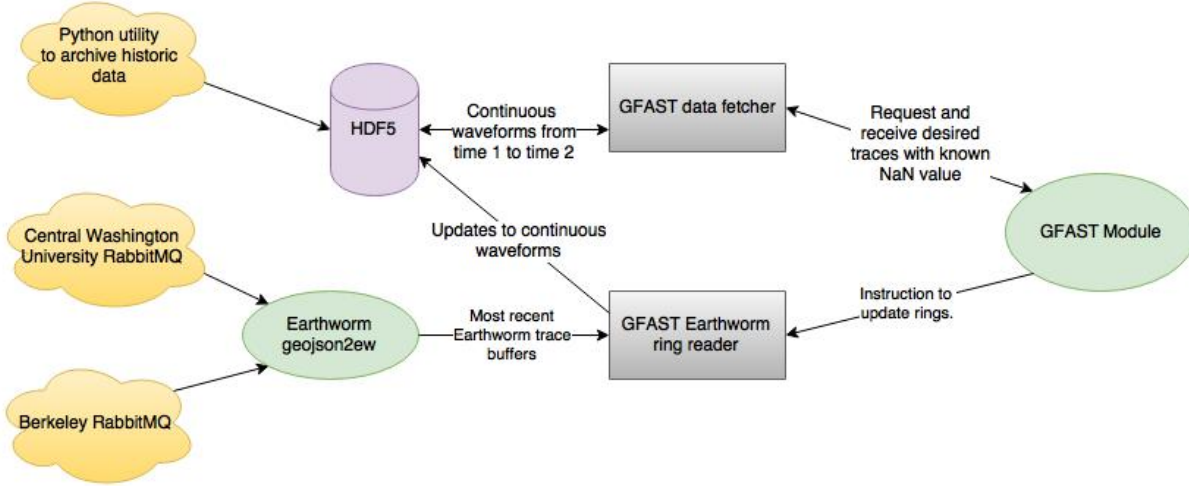 Python utility
to archive historic
data
HDF5
Continuous
waveforms from
time 1 to time 2
GFAST data fetcher
Request and
receive desired
traces with known
NaN value
GFAST Module
Central Washington
University RabbitMQ
Updates to continuous
waveforms
Earthworm
geojson2ew
Most recent
Earthworm trace
buffers
GFAST Earthworm
ring reader
Instruction to
update rings.
Berkeley RabbitMQ